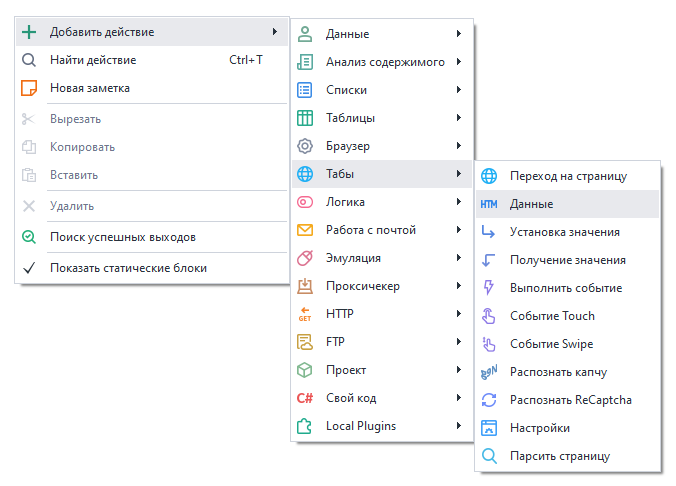 Добавить действие
Найти действие Ctrl+T
Новая заметка
Вырезать
Копировать
Вставить
Удалить
Поиск успешных выходов
Показать статические блоки
Данные
Анализ содержимого
Списки
Таблицы
Браузер
Табы
Логика
Работа с почтой
Эмуляция
Проксичекер
GET HTTP
FTP
Проект
C# Свой код
Local Plugins
Переход на страницу
HTM Данные
Установка значения
Получение значения
Выполнить событие
Событие Touch
Событие Swipe
Распознать капчу
Распознать ReCaptcha
Настройки
Парсить страницу